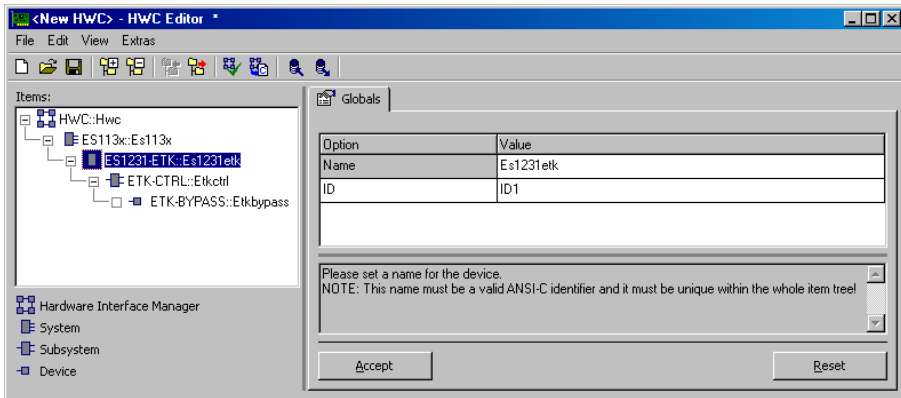 <New HWC> - HWC Editor *
File Edit View Extras
Items:
HWC::Hwc
ES113x::Es113x
ES1231-ETK::Es1231etk
ETK-CTRL::Etkctrl
ETK-BYPASS::Etkbypass
Hardware Interface Manager
System
Subsystem
Device
Globals
Option Value
Name Es1231etk
ID ID1
Please set a name for the device.
NOTE: This name must be a valid ANSI-C identifier and it must be unique within the whole item tree!
Accept Reset